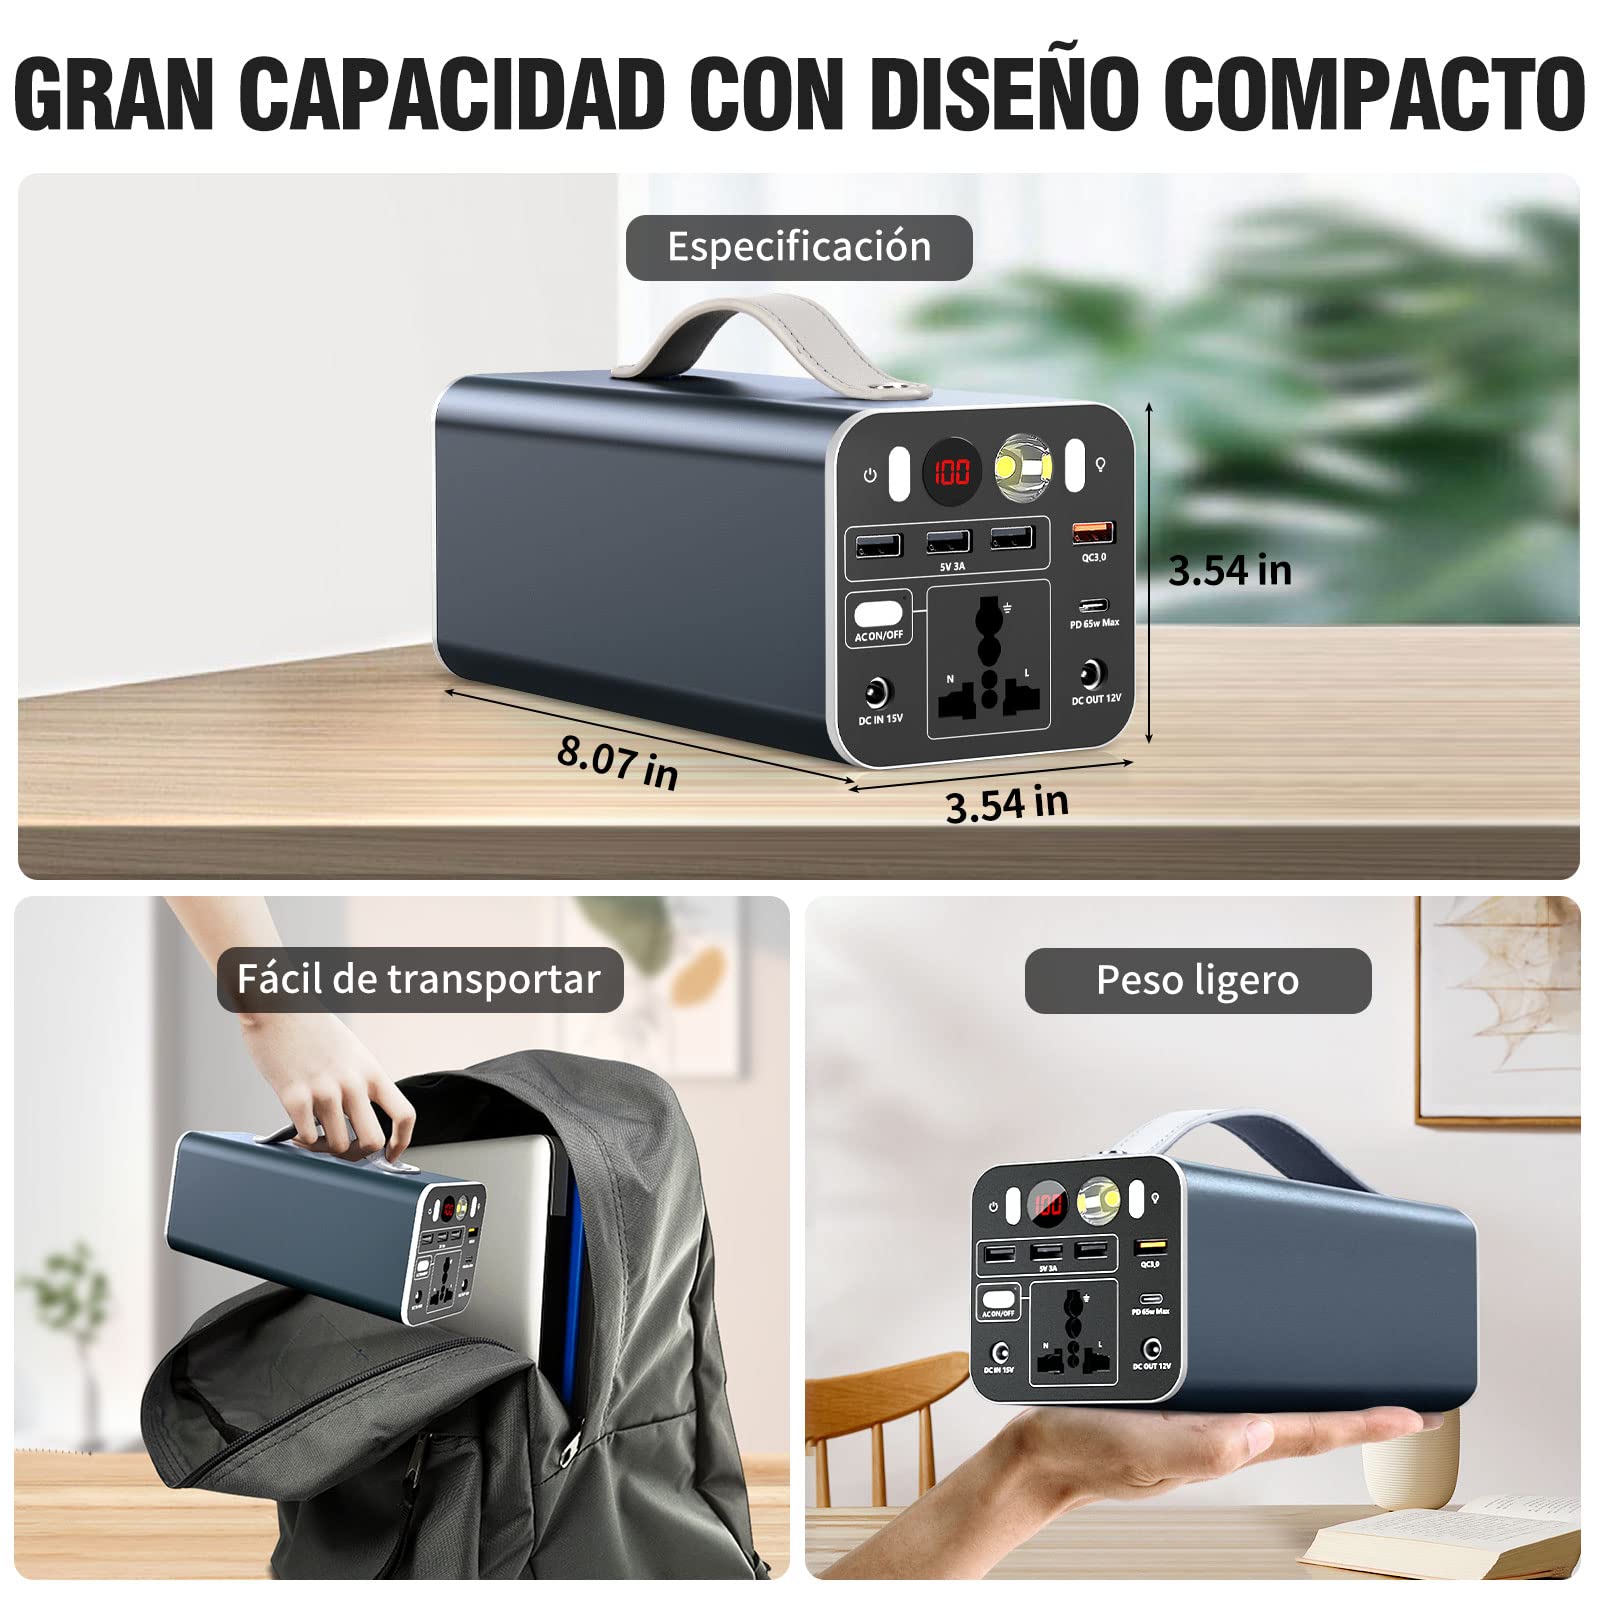 GRAN CAPACIDAD CON DISEÑO COMPACTO
Especificación
100
5V 3A
QC3.0
AC ON/OFF
PD 65w Max
N
L
DC IN 15V
DC OUT 12V
3.54 in
8.07 in
3.54 in
Fácil de transportar
Peso ligero
100
5V 3A
QC3.0
AC ON/OFF
PD 65w Max
N
L
DC IN 15V
DC OUT 12V